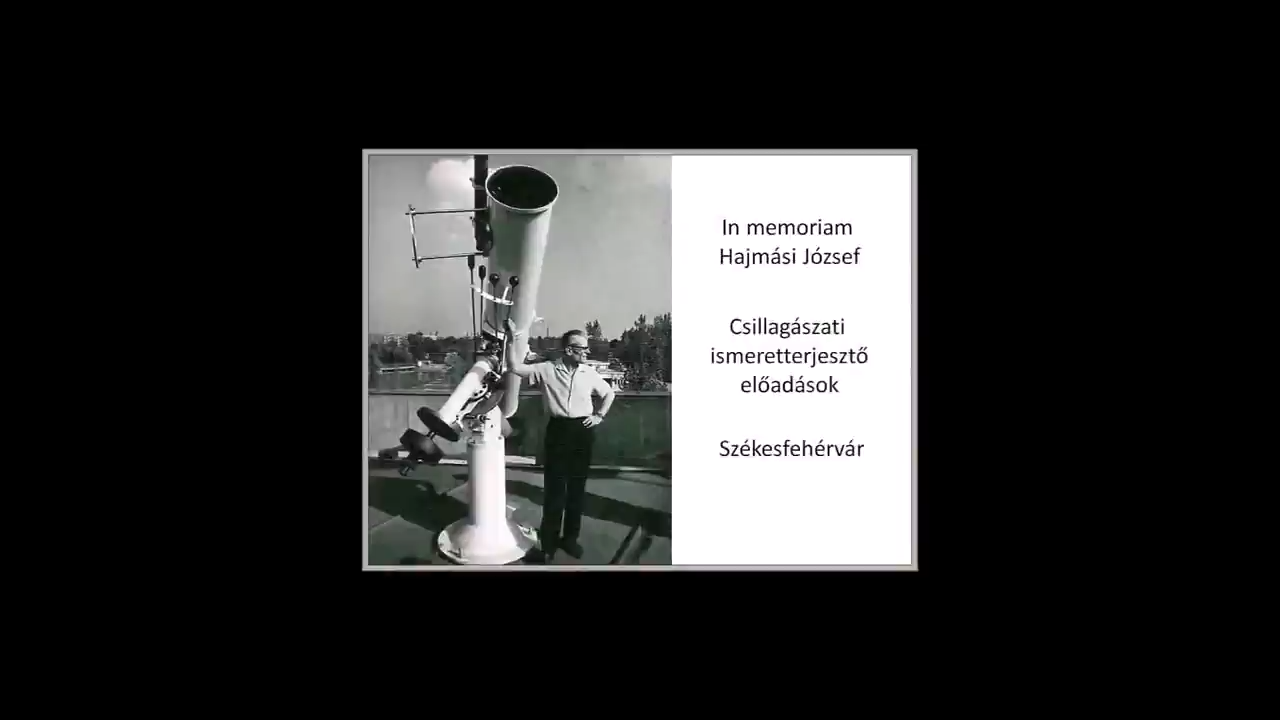 In memoriam
Hajmási József
Csillagászati
ismeretterjesztő
előadások
Székesfehérvár